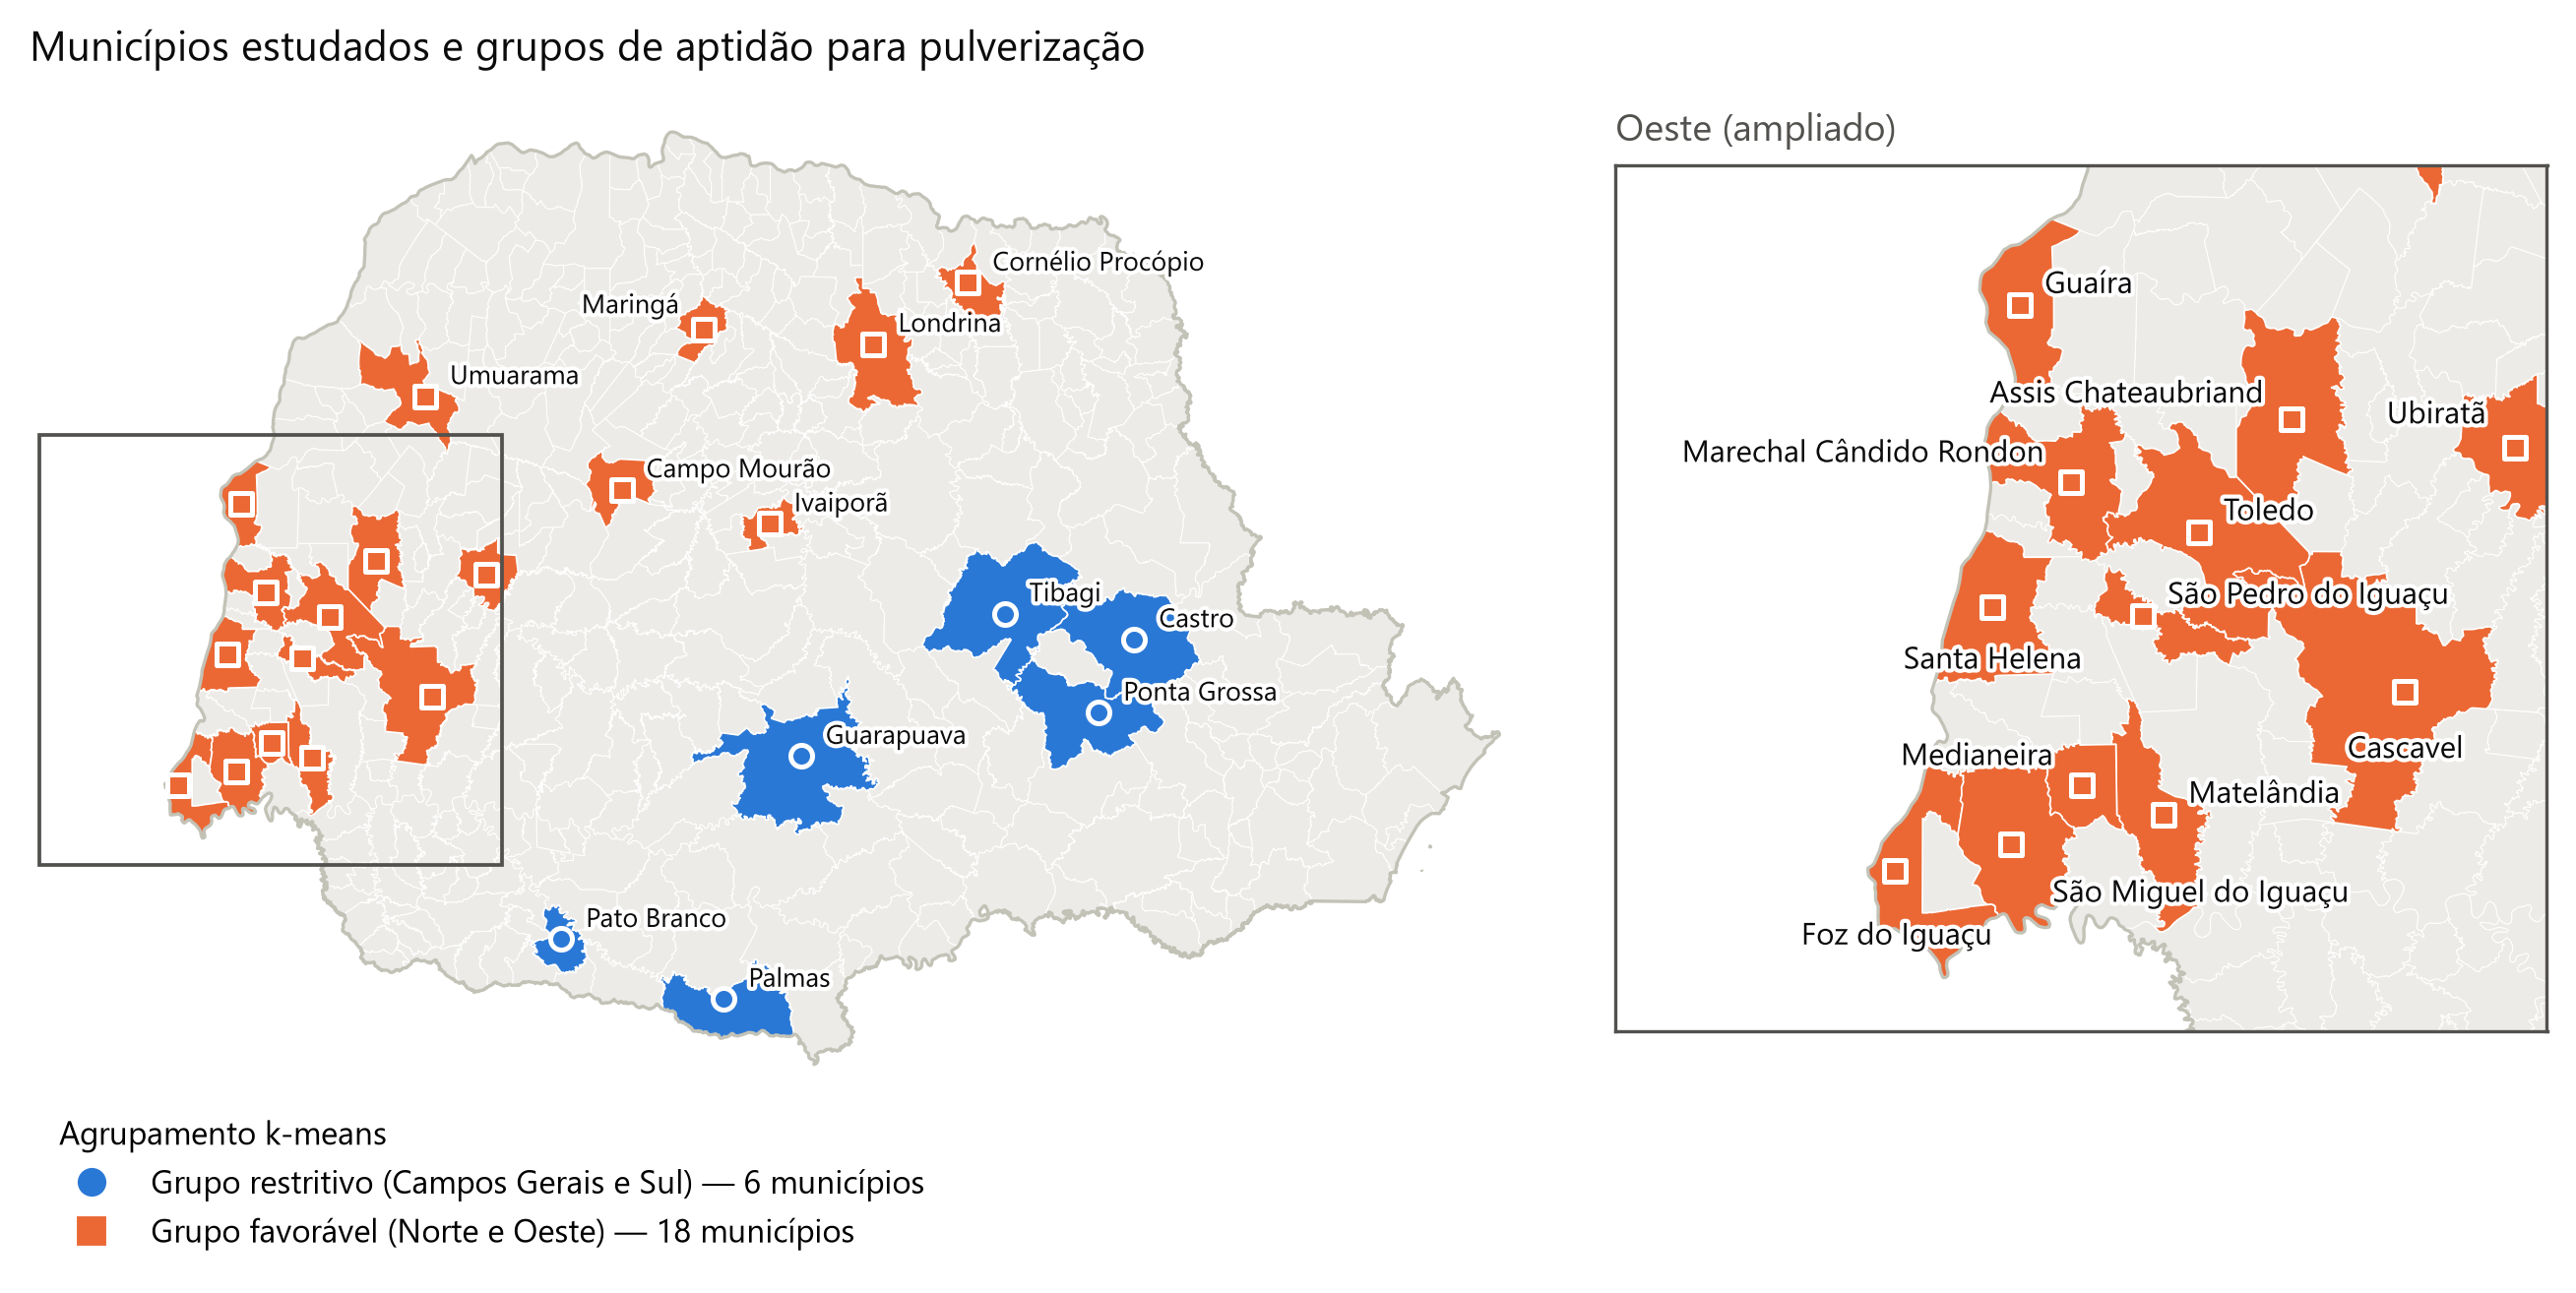 Municípios estudados e grupos de aptidão para pulverização
Oeste (ampliado)
Cornélio Procópio
Maringá
Londrina
Umuarama
Campo Mourão
Ivaiporã
Tibagi
Castro
Ponta Grossa
Guarapuava
Pato Branco
Palmas
Guaíra
Assis Chateaubriand
Ubiratã
Marechal Cândido Rondon
Toledo
São Pedro do Iguaçu
Santa Helena
Cascavel
Medianeira
Matelândia
São Miguel do Iguaçu
Foz do Iguaçu
Agrupamento k-means
Grupo restritivo (Campos Gerais e Sul) — 6 municípios
Grupo favorável (Norte e Oeste) — 18 municípios